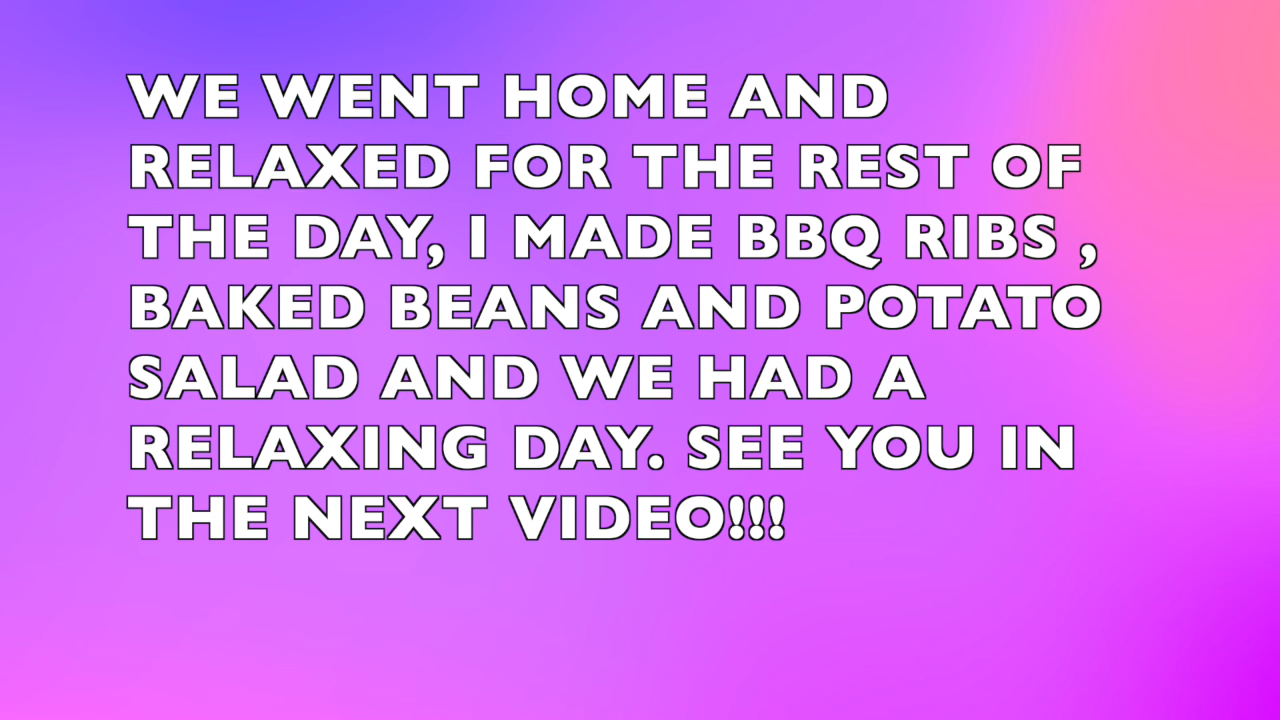 WE WENT HOME AND
RELAXED FOR THE REST OF
THE DAY, I MADE BBQ RIBS ,
BAKED BEANS AND POTATO
SALAD AND WE HAD A
RELAXING DAY. SEE YOU IN
THE NEXT VIDEO!!!